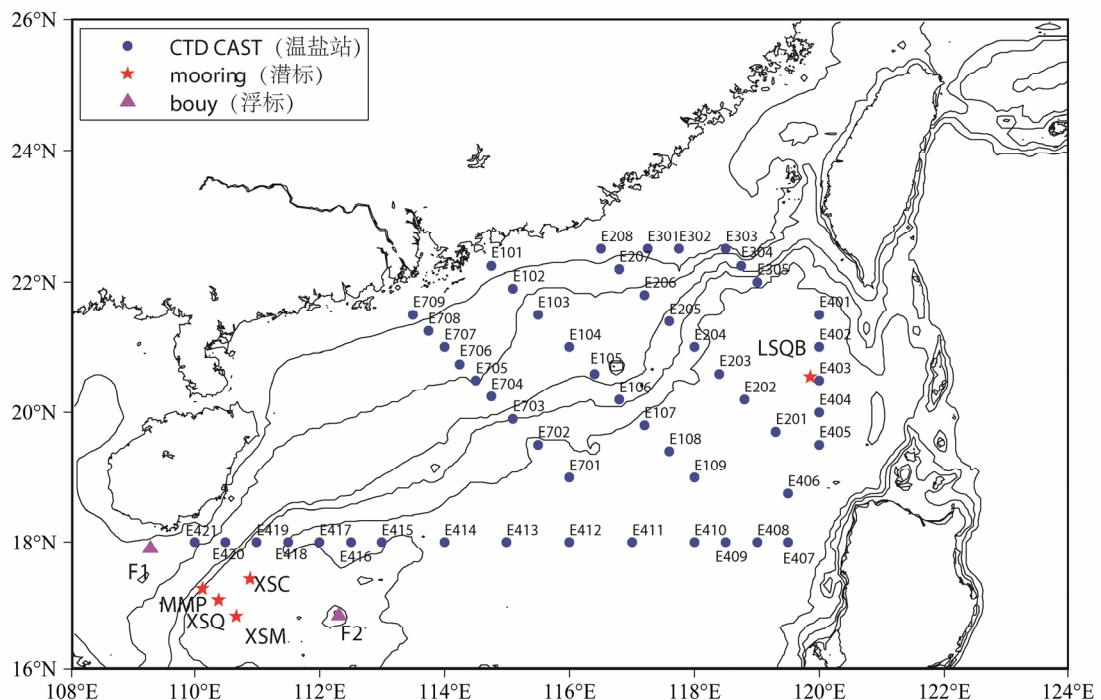 26°N
24°N
22°N
20°N
18°N
16°N
CTD CAST（温盐站）
mooring（潜标）
bouy（浮标）
E208
E301
E302
E303
E101
E207
E304
E102
E206
E305
E709
E103
E205
E401
E708
E707
E104
E204
LSQB
E402
E706
E705
E105
E203
E403
E704
E106
E202
E404
E703
E107
E201
E405
E702
E108
E701
E109
E406
E421
E419
E417
E415
E414
E413
E412
E411
E410
E408
E420
E418
E416
E409
E407
F1
XSC
MMP
XSQ
XSM
F2
108°E
110°E
112°E
114°E
116°E
118°E
120°E
122°E
124°E